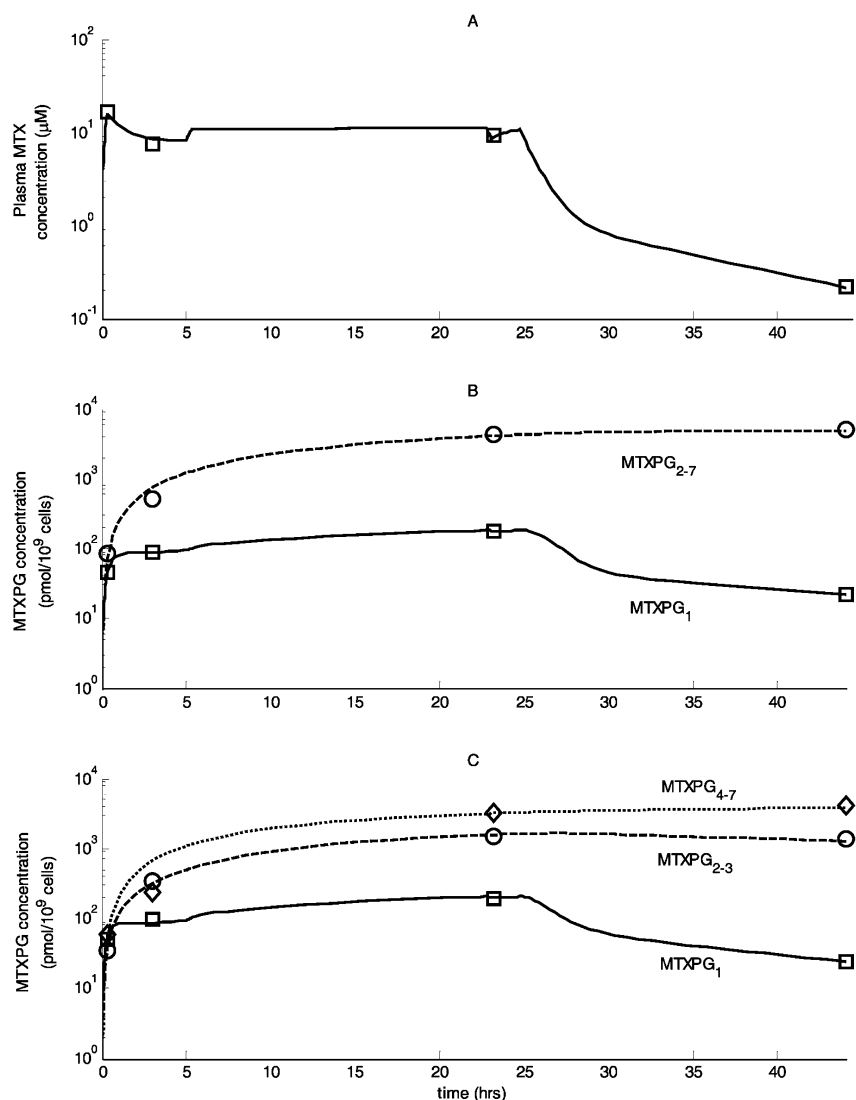 A
Plasma MTX
concentration (μM)
10²
10¹
10⁰
10⁻¹
0 5 10 15 20 25 30 35 40
B
MTXPG concentration
(pmol/10⁹ cells)
10⁴
10³
10²
10¹
10⁰
MTXPG₂₋₇
MTXPG₁
0 5 10 15 20 25 30 35 40
C
MTXPG concentration
(pmol/10⁹ cells)
10⁴
10³
10²
10¹
10⁰
MTXPG₄₋₇
MTXPG₂₋₃
MTXPG₁
0 5 10 15 20 25 30 35 40
time (hrs)